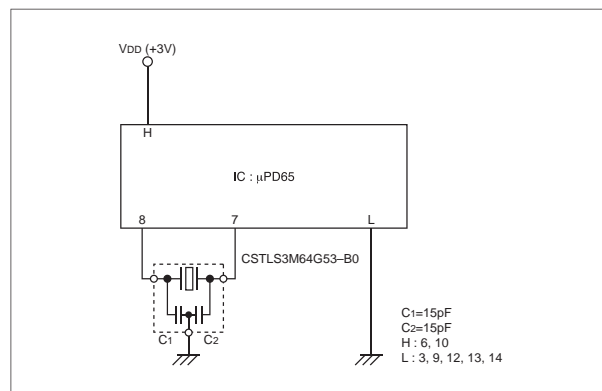 VDD (+3V)
H
IC : μPD65
8
7
L
CSTLS3M64G53–B0
C1
C2
C1=15pF
C2=15pF
H : 6, 10
L : 3, 9, 12, 13, 14